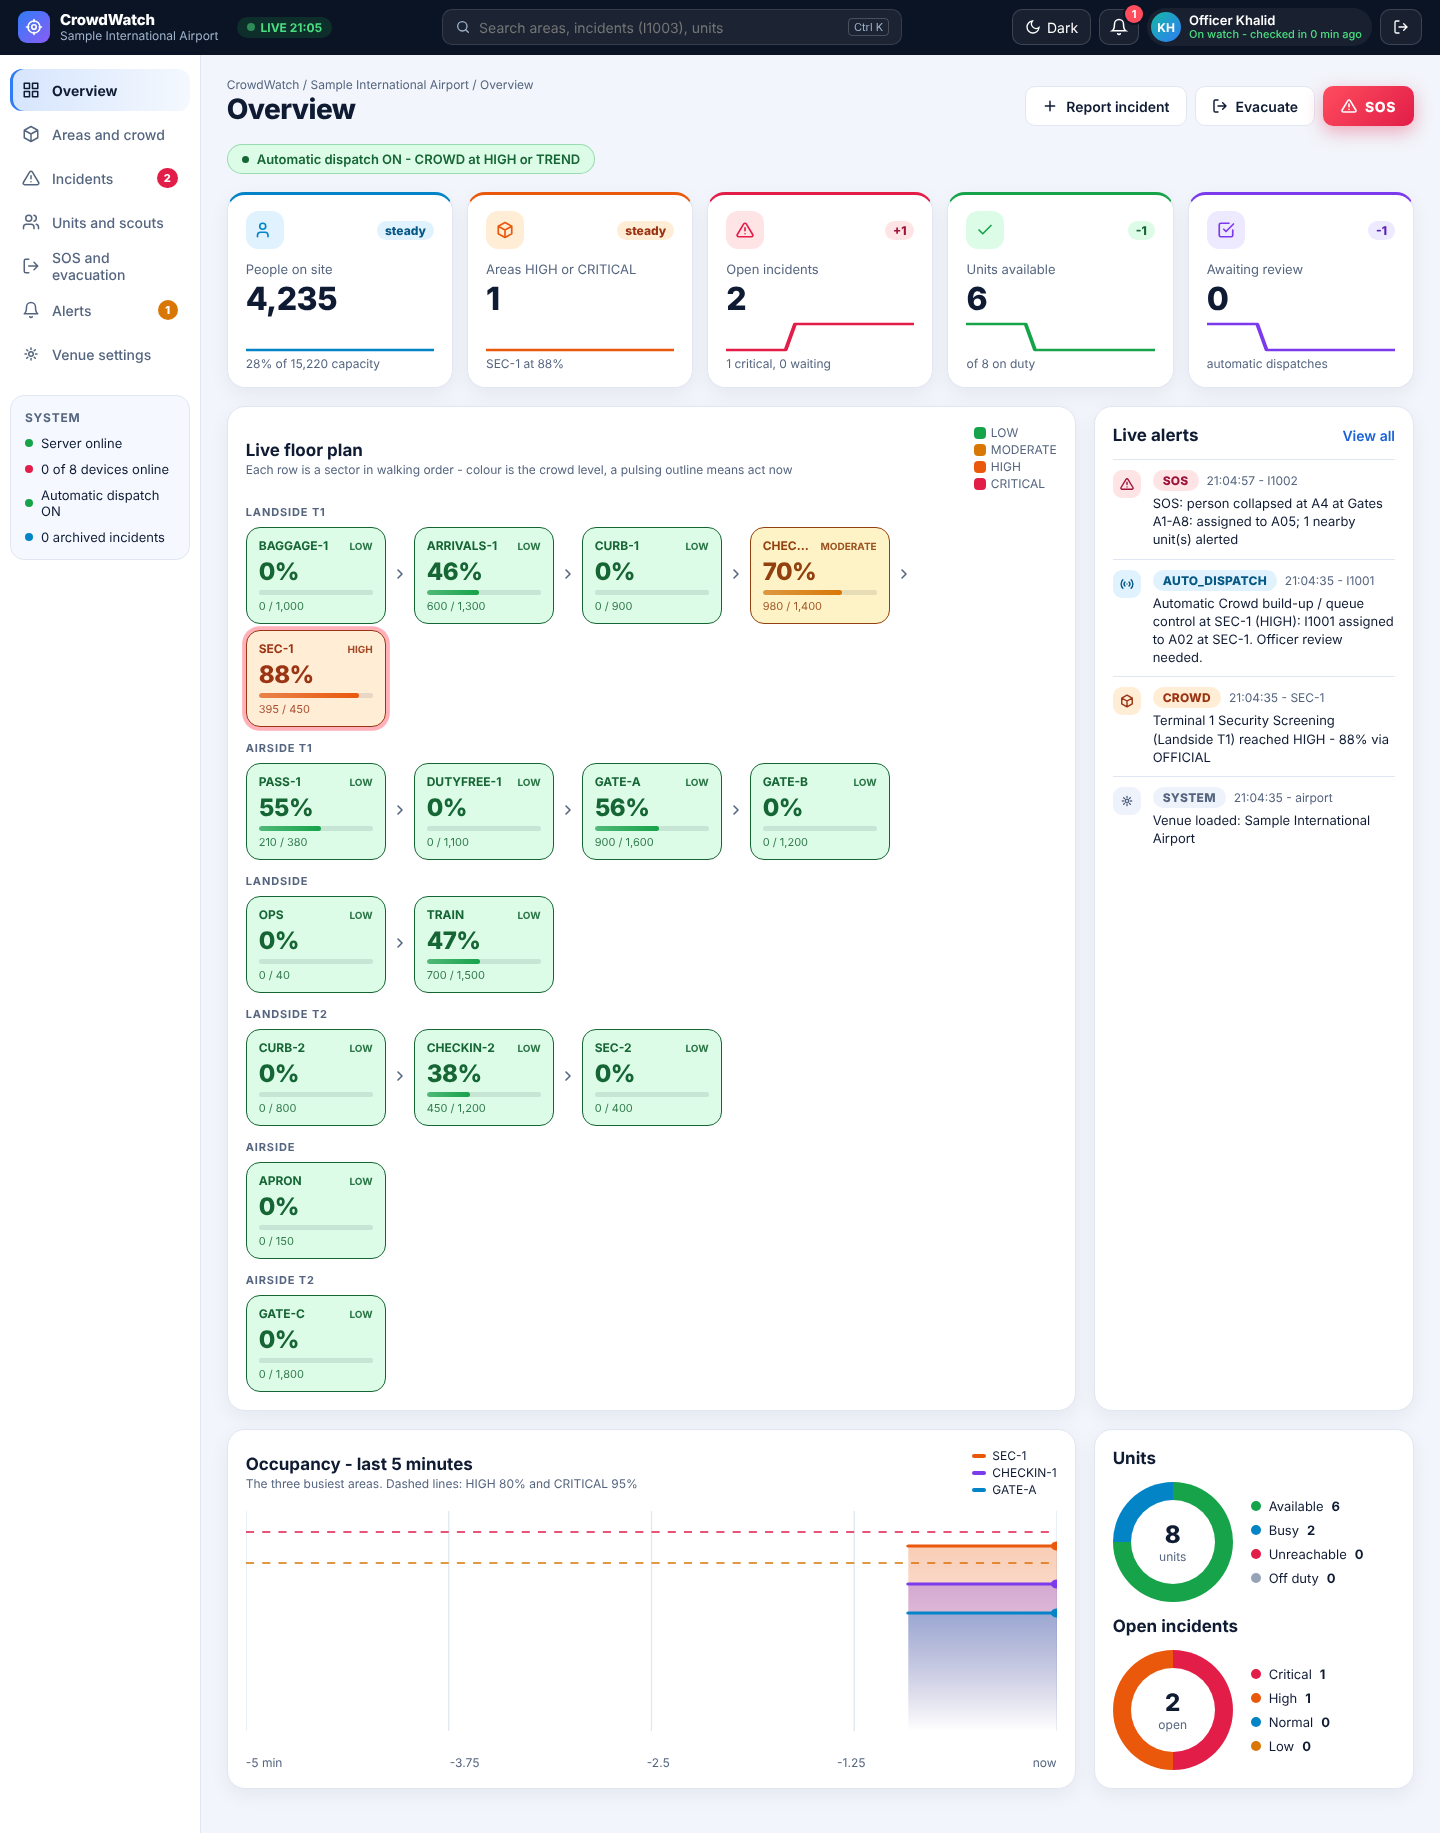 CrowdWatch
Sample International Airport
LIVE 21:05
Search areas, incidents (I1003), units
Ctrl K
Dark
1
KH
Officer Khalid
On watch - checked in 0 min ago
Overview
Areas and crowd
Incidents
2
Units and scouts
SOS and
evacuation
Alerts
1
Venue settings
SYSTEM
Server online
0 of 8 devices online
Automatic dispatch
ON
0 archived incidents
CrowdWatch / Sample International Airport / Overview
Overview
Report incident
Evacuate
SOS
Automatic dispatch ON - CROWD at HIGH or TREND
steady
People on site
4,235
28% of 15,220 capacity
steady
Areas HIGH or CRITICAL
1
SEC-1 at 88%
+1
Open incidents
2
1 critical, 0 waiting
-1
Units available
6
of 8 on duty
-1
Awaiting review
0
automatic dispatches
Live floor plan
Each row is a sector in walking order - colour is the crowd level, a pulsing outline means act now
LOW
MODERATE
HIGH
CRITICAL
LANDSIDE T1
BAGGAGE-1 LOW
0%
0 / 1,000
ARRIVALS-1 LOW
46%
600 / 1,300
CURB-1 LOW
0%
0 / 900
CHEC... MODERATE
70%
980 / 1,400
SEC-1 HIGH
88%
395 / 450
AIRSIDE T1
PASS-1 LOW
55%
210 / 380
DUTYFREE-1 LOW
0%
0 / 1,100
GATE-A LOW
56%
900 / 1,600
GATE-B LOW
0%
0 / 1,200
LANDSIDE
OPS LOW
0%
0 / 40
TRAIN LOW
47%
700 / 1,500
LANDSIDE T2
CURB-2 LOW
0%
0 / 800
CHECKIN-2 LOW
38%
450 / 1,200
SEC-2 LOW
0%
0 / 400
AIRSIDE
APRON LOW
0%
0 / 150
AIRSIDE T2
GATE-C LOW
0%
0 / 1,800
Live alerts
View all
SOS 21:04:57 - I1002
SOS: person collapsed at A4 at Gates
A1-A8: assigned to A05; 1 nearby
unit(s) alerted
AUTO_DISPATCH 21:04:35 - I1001
Automatic Crowd build-up / queue
control at SEC-1 (HIGH): I1001 assigned
to A02 at SEC-1. Officer review
needed.
CROWD 21:04:35 - SEC-1
Terminal 1 Security Screening
(Landside T1) reached HIGH - 88% via
OFFICIAL
SYSTEM 21:04:35 - airport
Venue loaded: Sample International
Airport
Occupancy - last 5 minutes
The three busiest areas. Dashed lines: HIGH 80% and CRITICAL 95%
SEC-1
CHECKIN-1
GATE-A
-5 min
-3.75
-2.5
-1.25
now
Units
8
units
Available 6
Busy 2
Unreachable 0
Off duty 0
Open incidents
2
open
Critical 1
High 1
Normal 0
Low 0